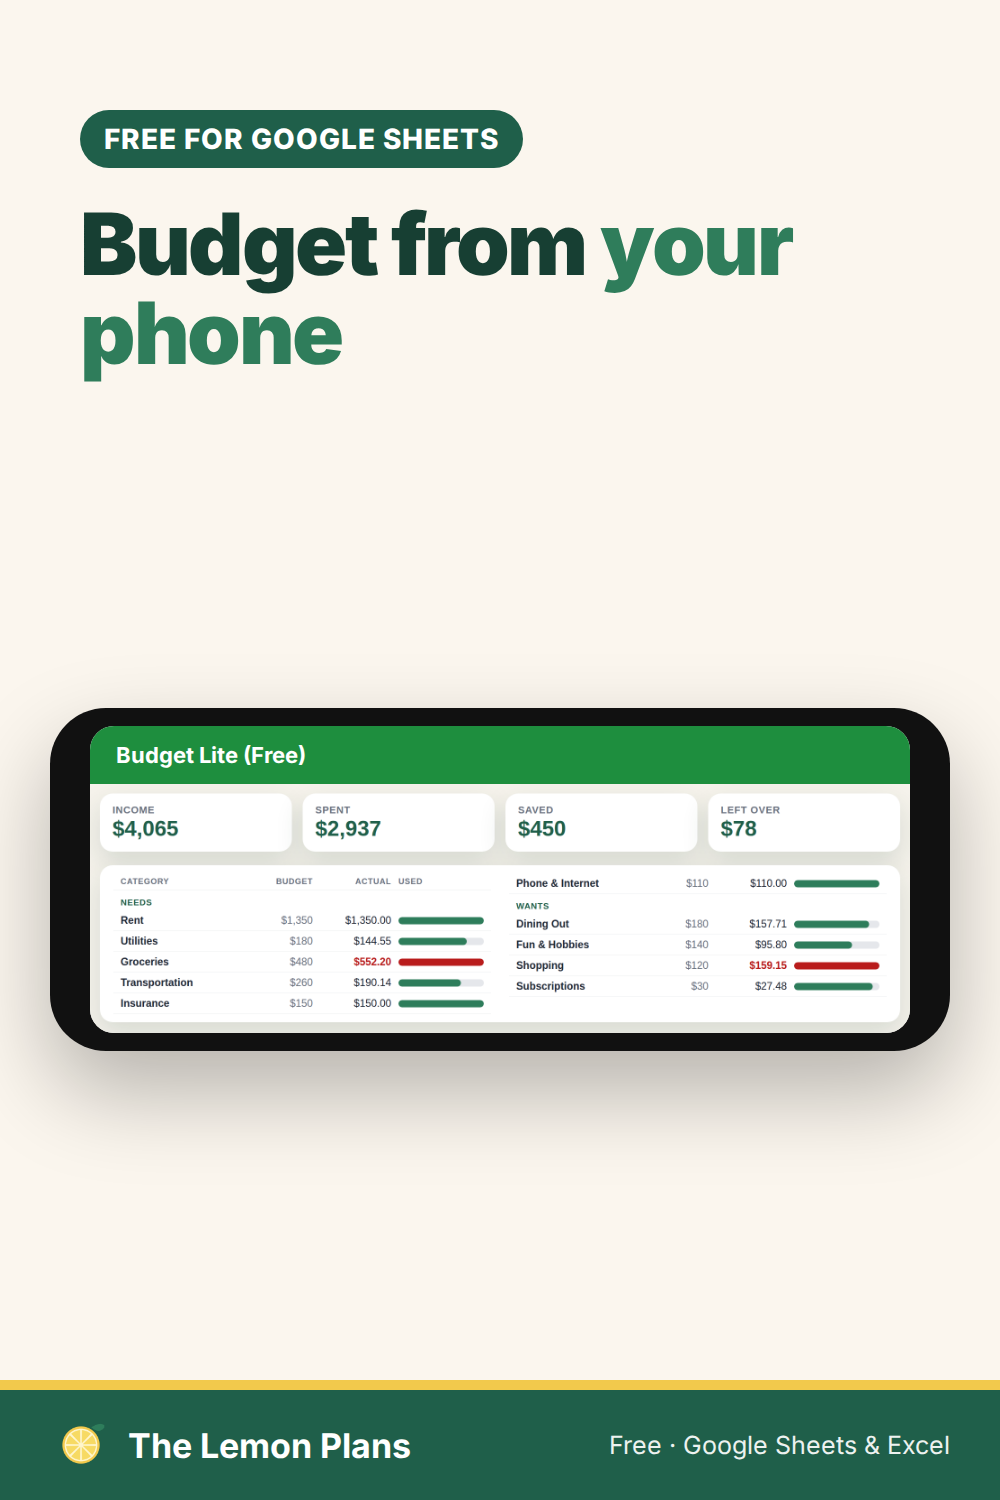 FREE FOR GOOGLE SHEETS
Budget from your
phone
Budget Lite (Free)
INCOME
$4,065
SPENT
$2,937
SAVED
$450
LEFT OVER
$78
CATEGORY BUDGET ACTUAL USED
NEEDS
Rent $1,350 $1,350.00
Utilities $180 $144.55
Groceries $480 $552.20
Transportation $260 $190.14
Insurance $150 $150.00
Phone & Internet $110 $110.00
WANTS
Dining Out $180 $157.71
Fun & Hobbies $140 $95.80
Shopping $120 $159.15
Subscriptions $30 $27.48
The Lemon Plans
Free · Google Sheets & Excel